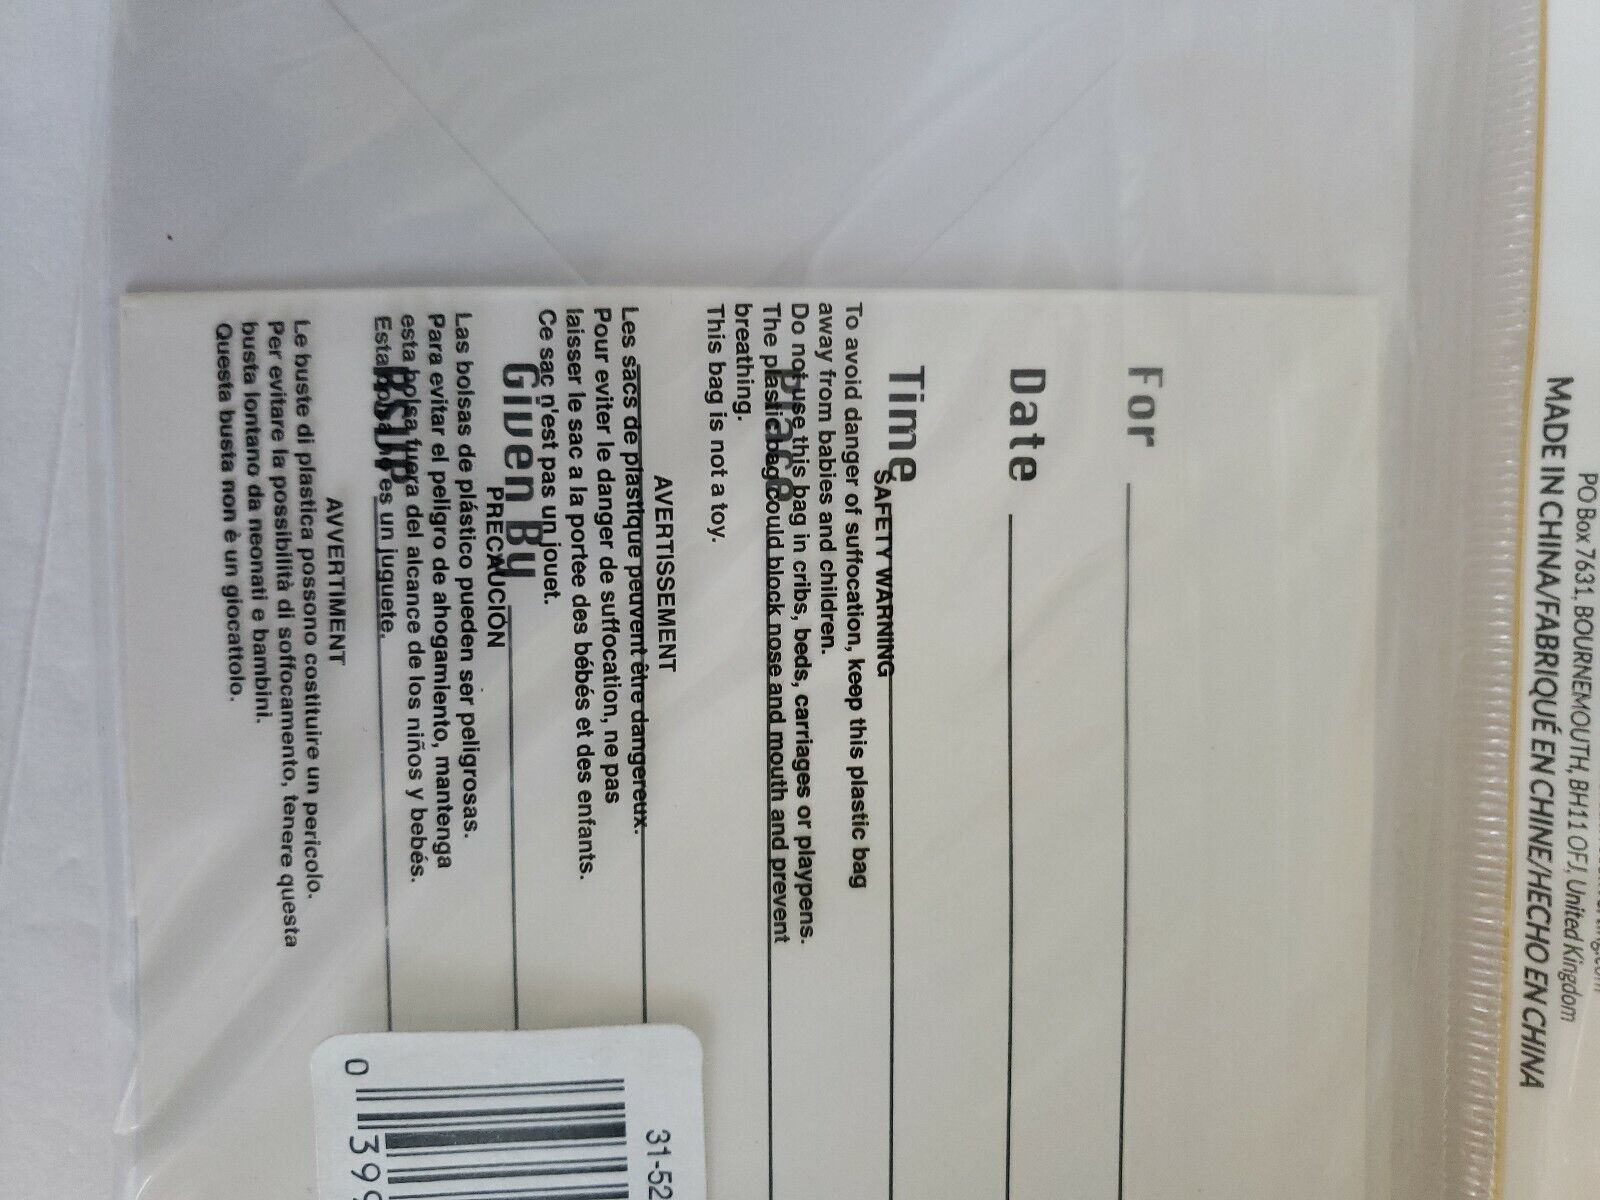 PO Box 7631, BOURNEMOUTH, BH11 OFJ, United Kingdom
MADE IN CHINA/FABRIQUÉ EN CHINE/HECHO EN CHINA
For
Date
Time
SAFETY WARNING
To avoid danger of suffocation, keep this plastic bag
away from babies and children.
Do not use this bag in cribs, beds, carriages or playpens.
Place
The plastic bag could block nose and mouth and prevent
breathing.
This bag is not a toy.
AVERTISSEMENT
Les sacs de plastique peuvent être dangereux.
Pour eviter le danger de suffocation, ne pas
laisser le sac a la portee des bébés et des enfants.
Ce sac n'est pas un jouet.
Given By
PRECAUCIÓN
Las bolsas de plástico pueden ser peligrosas.
Para evitar el peligro de ahogamiento, mantenga
esta bolsa fuera del alcance de los niños y bebés.
Esta bolsa no es un juguete.
RSVP
AVVERTIMENT
Le buste di plastica possono costituire un pericolo.
Per evitare la possibilità di soffocamento, tenere questa
busta lontano da neonati e bambini.
Questa busta non è un giocattolo.
31-52
0 399